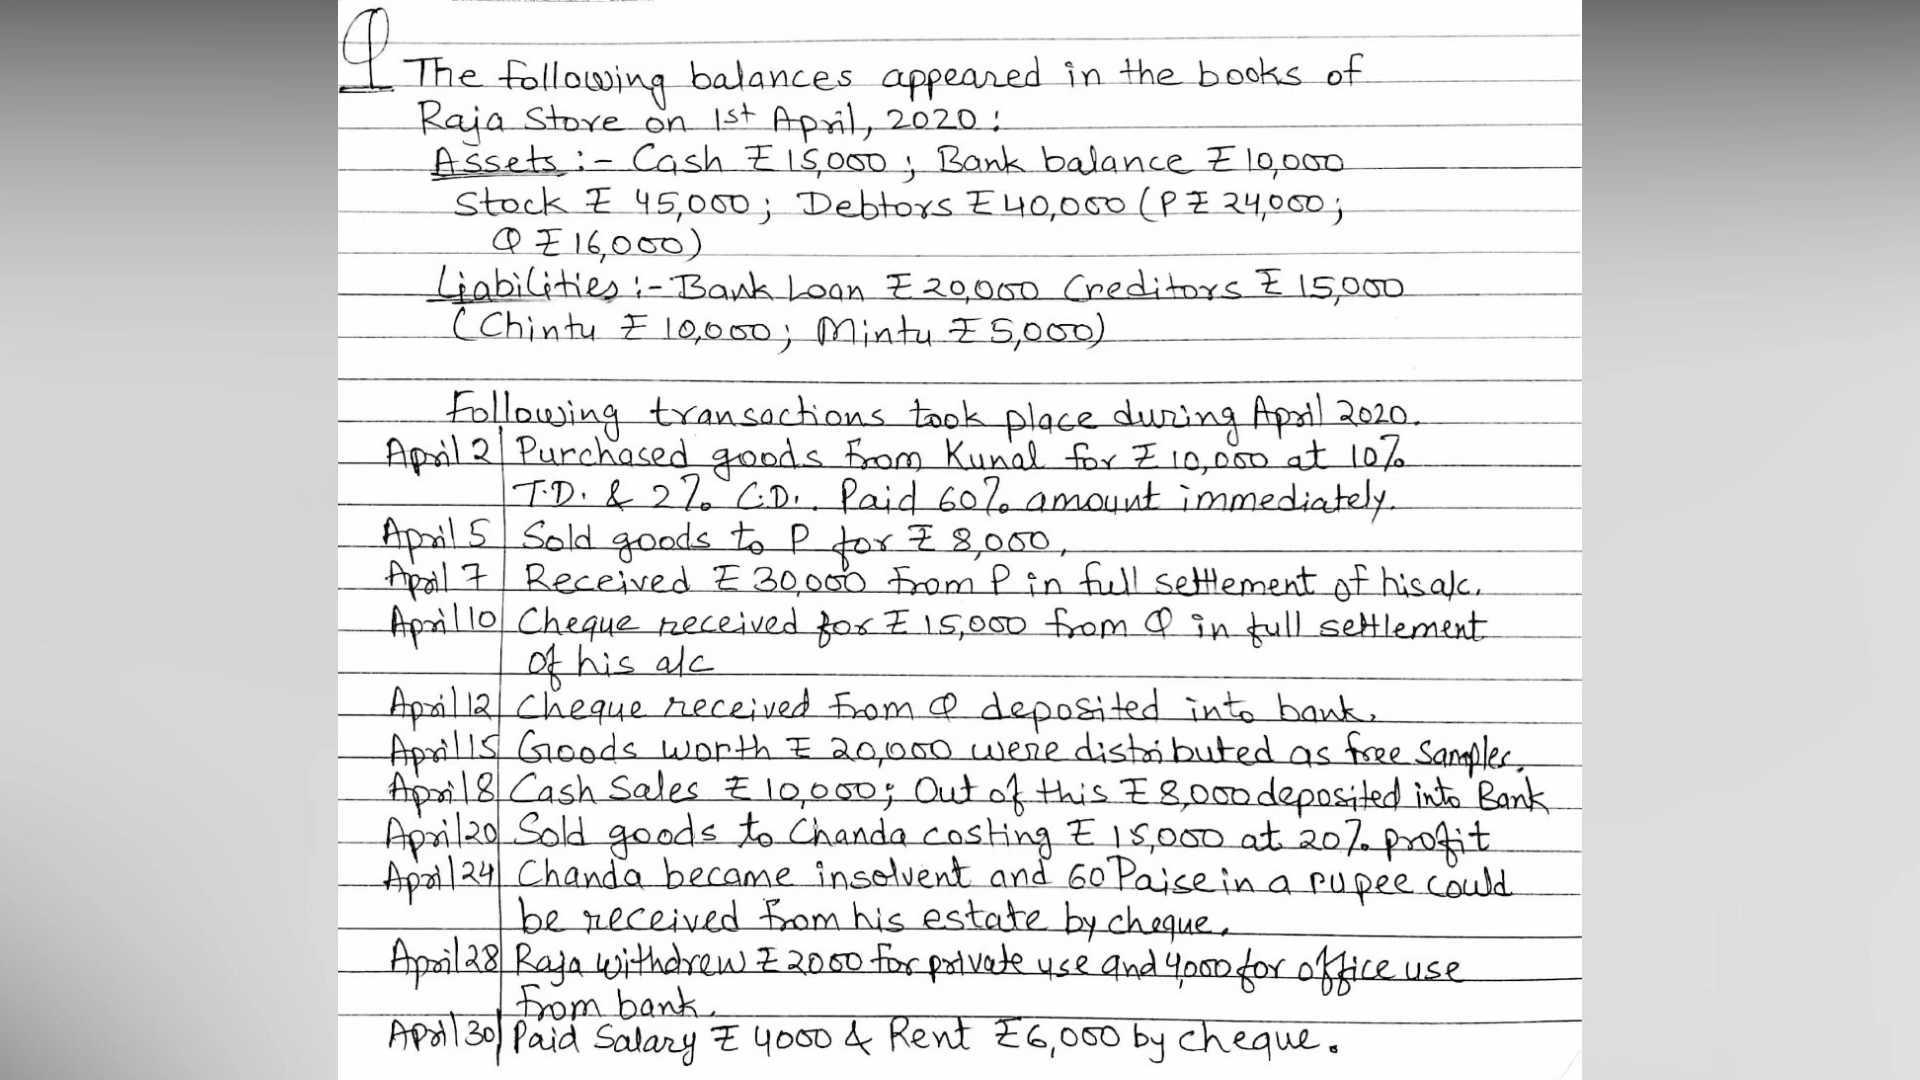 Q The following balances appeared in the books of
Raja Store on 1st April, 2020 :
Assets :- Cash ₹ 15,000 ; Bank balance ₹ 10,000
Stock ₹ 45,000 ; Debtors ₹ 40,000 (P ₹ 24,000 ;
Q ₹ 16,000)
Liabilities :- Bank Loan ₹ 20,000 Creditors ₹ 15,000
(Chintu ₹ 10,000 ; Mintu ₹ 5,000)
Following transactions took place during April 2020.
April 2 Purchased goods from Kunal for ₹ 10,000 at 10%
T.D. & 2% C.D.. Paid 60% amount immediately.
April 5 Sold goods to P for ₹ 8,000,
April 7 Received ₹ 30,000 from P in full settlement of his a/c.
April 10 Cheque received for ₹ 15,000 from Q in full settlement
of his a/c
April 12 Cheque received from Q deposited into bank.
April 15 Goods worth ₹ 20,000 were distributed as free samples.
April 18 Cash Sales ₹ 10,000 ; Out of this ₹ 8,000 deposited into Bank
April 20 Sold goods to Chanda costing ₹ 15,000 at 20% profit
April 24 Chanda became insolvent and 60 Paise in a rupee could
be received from his estate by cheque.
April 28 Raja withdrew ₹ 2000 for private use and 4,000 for office use
from bank.
April 30 Paid Salary ₹ 4000 & Rent ₹ 6,000 by cheque.